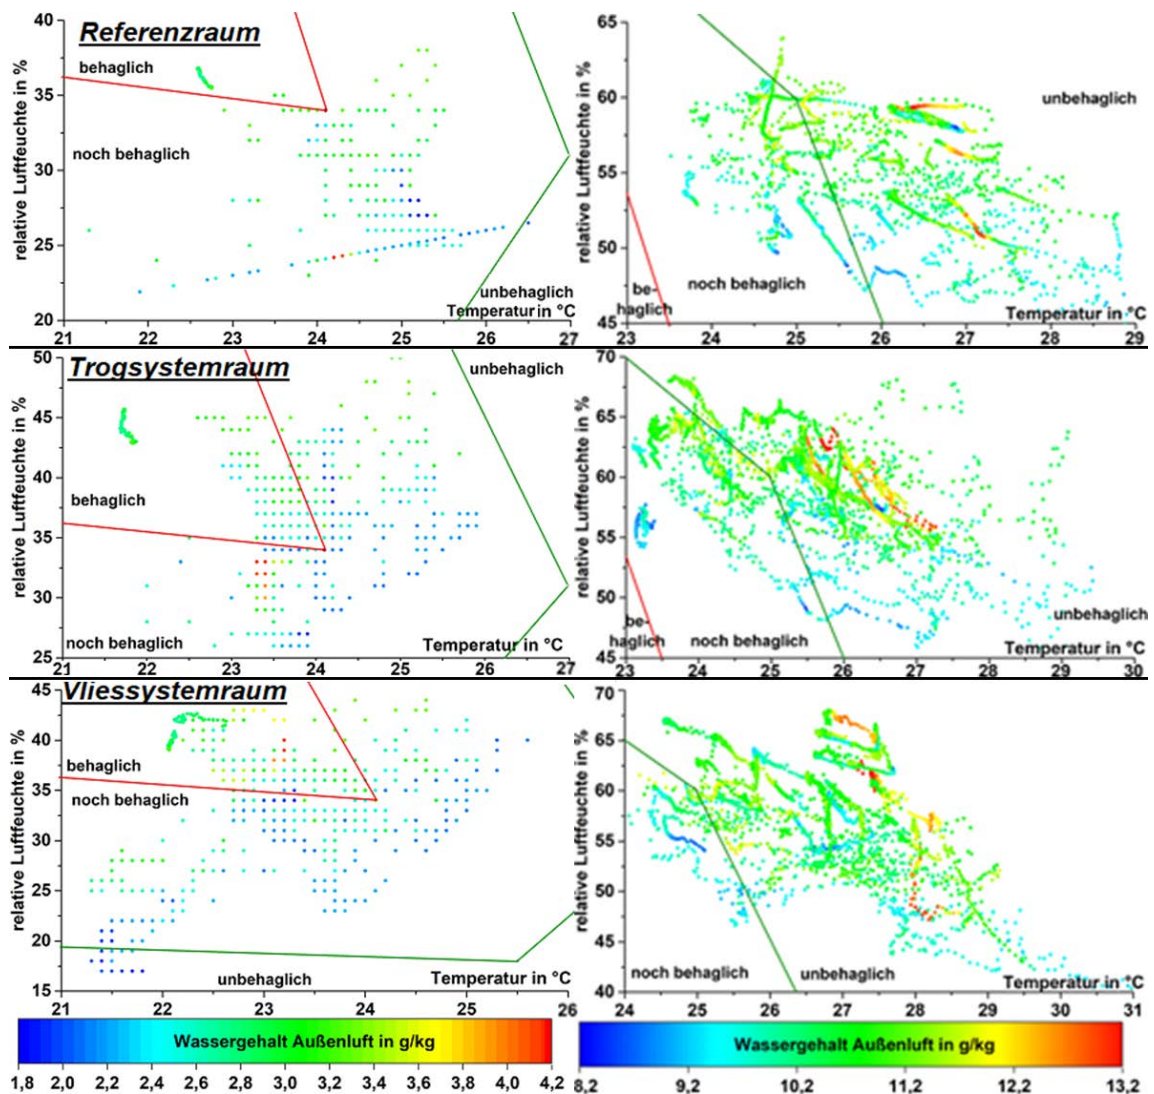 Referenzraum
relative Luftfeuchte in %
40
35
30
25
20
behaglich
noch behaglich
unbehaglich
Temperatur in °C
21 22 23 24 25 26 27
relative Luftfeuchte in %
65
60
55
50
45
unbehaglich
noch behaglich
be-
haglich
Temperatur in °C
23 24 25 26 27 28 29
Trogsystemraum
relative Luftfeuchte in %
50
45
40
35
30
25
unbehaglich
behaglich
noch behaglich
Temperatur in °C
21 22 23 24 25 26 27
relative Luftfeuchte in %
70
65
60
55
50
45
unbehaglich
be-
haglich
noch behaglich
Temperatur in °C
23 24 25 26 27 28 29 30
Vliessystemraum
relative Luftfeuchte in %
45
40
35
30
25
20
15
behaglich
noch behaglich
unbehaglich
Temperatur in °C
21 22 23 24 25 26
relative Luftfeuchte in %
70
65
60
55
50
45
40
noch behaglich
unbehaglich
Temperatur in °C
24 25 26 27 28 29 30 31
Wassergehalt Außenluft in g/kg
1,8 2,0 2,2 2,4 2,6 2,8 3,0 3,2 3,4 3,6 3,8 4,0 4,2
Wassergehalt Außenluft in g/kg
8,2 9,2 10,2 11,2 12,2 13,2